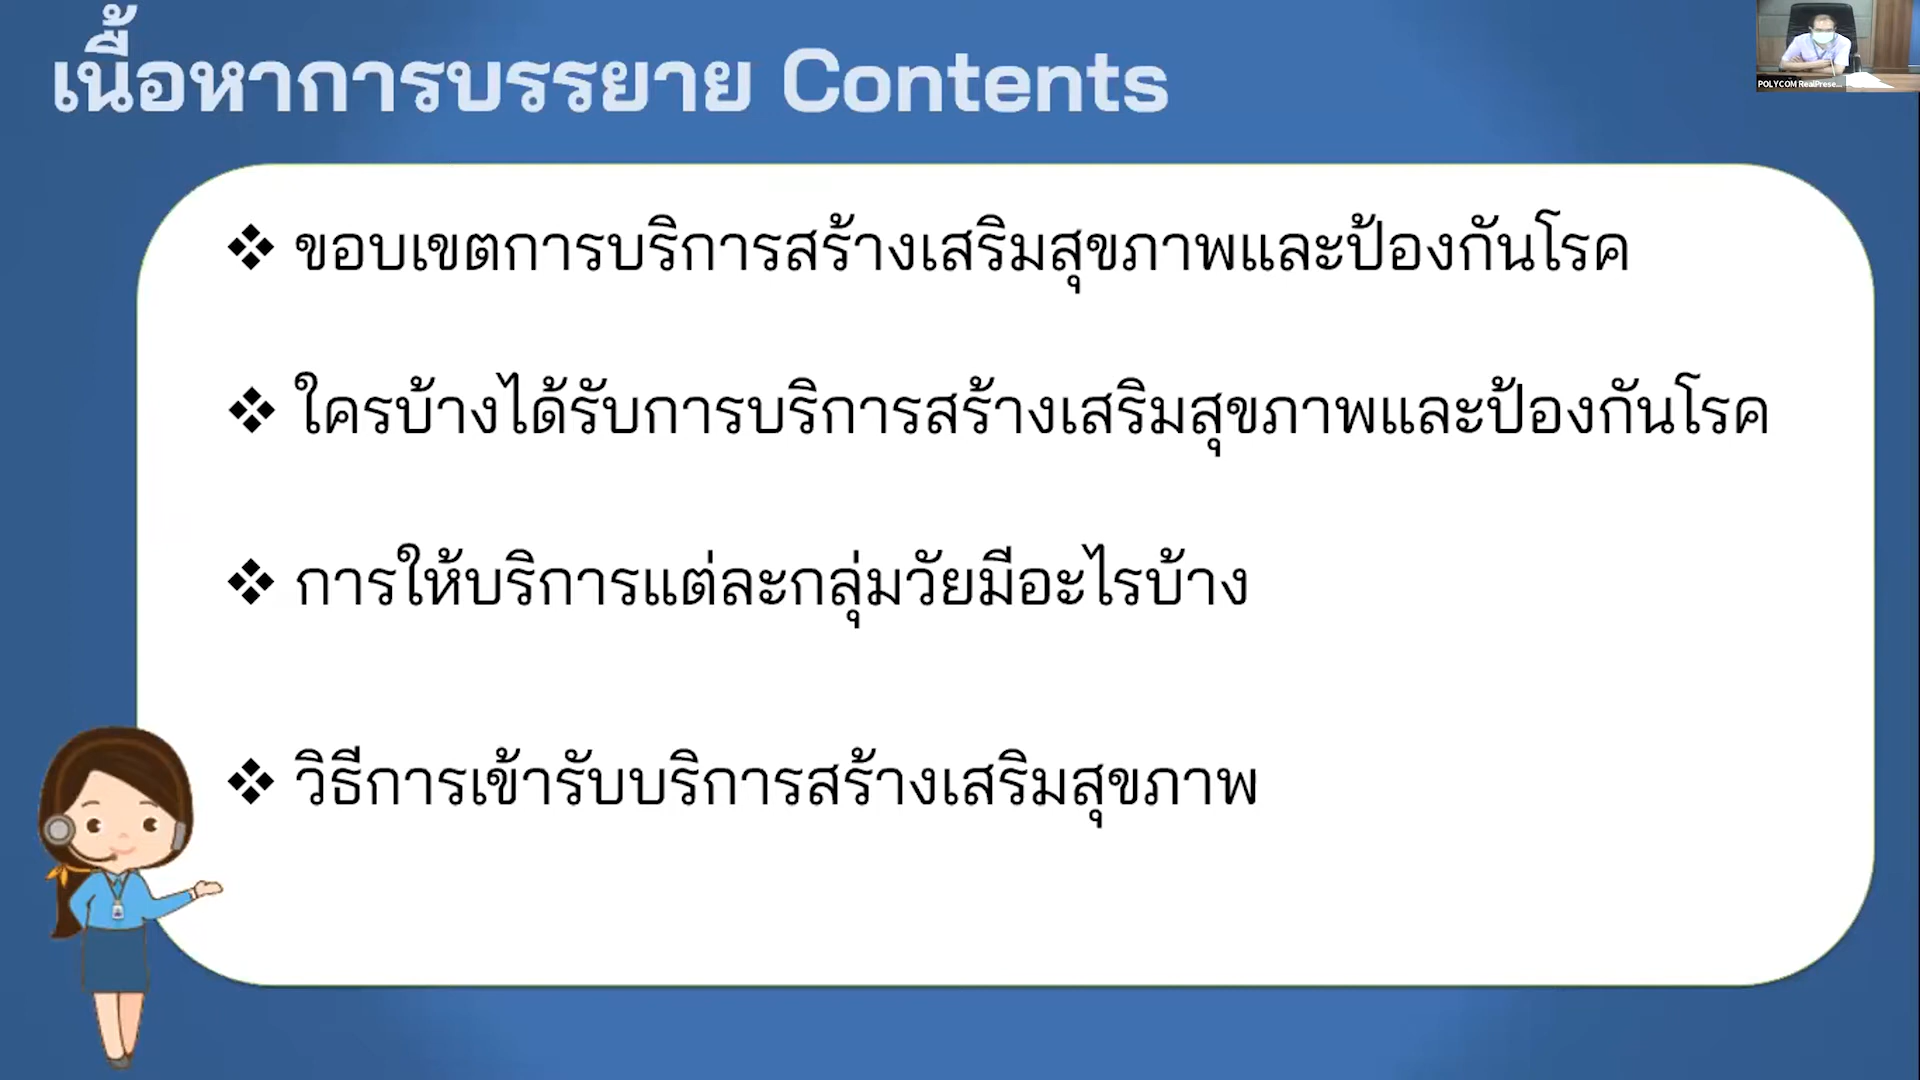 เนื้อหาการบรรยาย Contents
POLYCOM RealPrese...
❖ ขอบเขตการบริการสร้างเสริมสุขภาพและป้องกันโรค
❖ ใครบ้างได้รับการบริการสร้างเสริมสุขภาพและป้องกันโรค
❖ การให้บริการแต่ละกลุ่มวัยมีอะไรบ้าง
❖ วิธีการเข้ารับบริการสร้างเสริมสุขภาพ